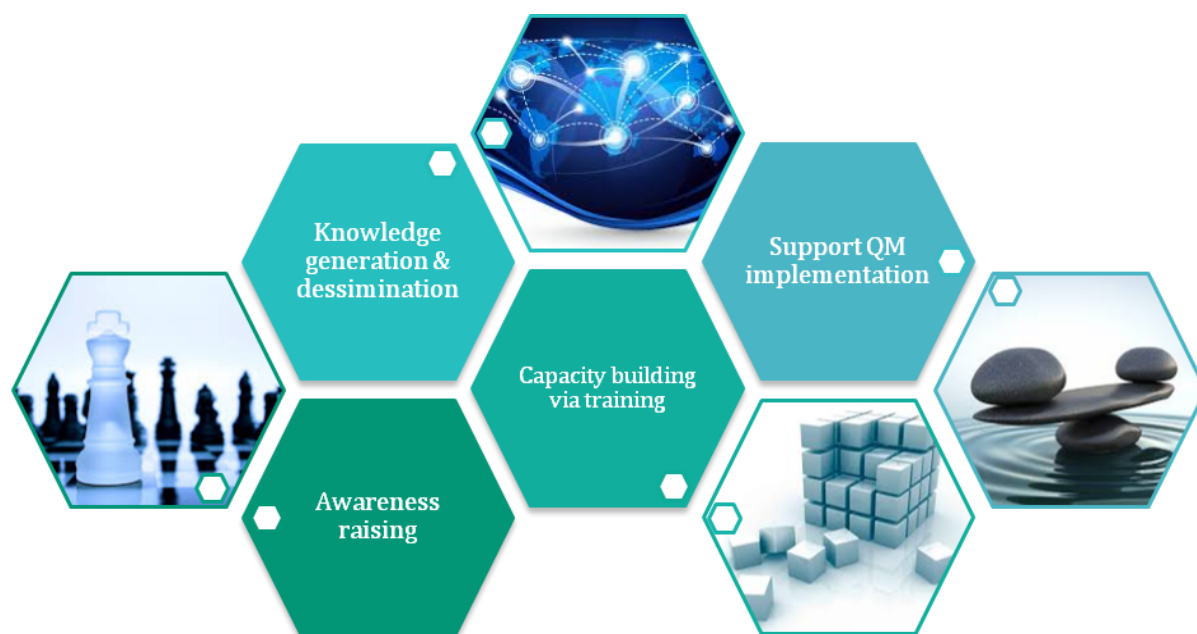 Knowledge
generation &
dessimination
Support QM
implementation
Capacity building
via training
Awareness
raising